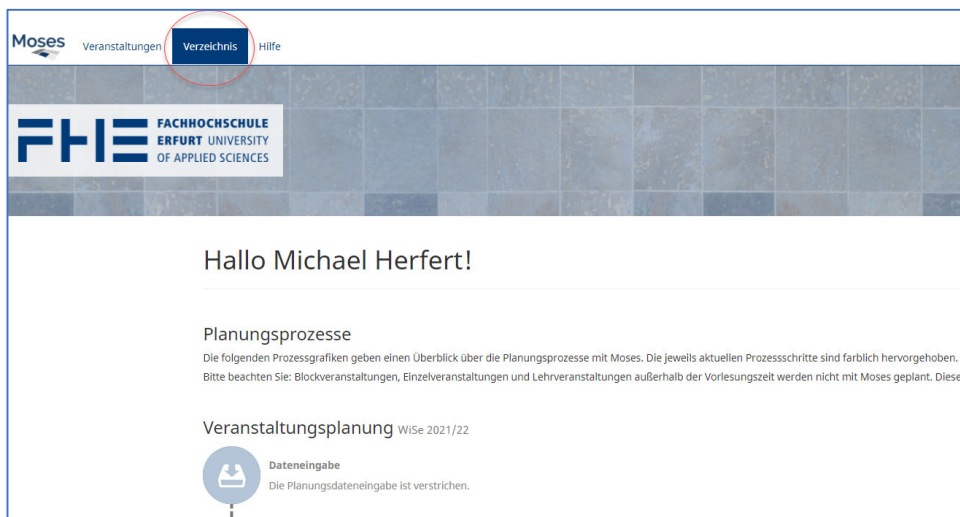 Moses Veranstaltungen Verzeichnis Hilfe
FHE FACHHOCHSCHULE
ERFURT UNIVERSITY
OF APPLIED SCIENCES
Hallo Michael Herfert!
Planungsprozesse
Die folgenden Prozessgrafiken geben einen Überblick über die Planungsprozesse mit Moses. Die jeweils aktuellen Prozessschritte sind farblich hervorgehoben.
Bitte beachten Sie: Blockveranstaltungen, Einzelveranstaltungen und Lehrveranstaltungen außerhalb der Vorlesungszeit werden nicht mit Moses geplant. Diese
Veranstaltungsplanung WiSe 2021/22
Dateneingabe
Die Planungsdateneingabe ist verstrichen.